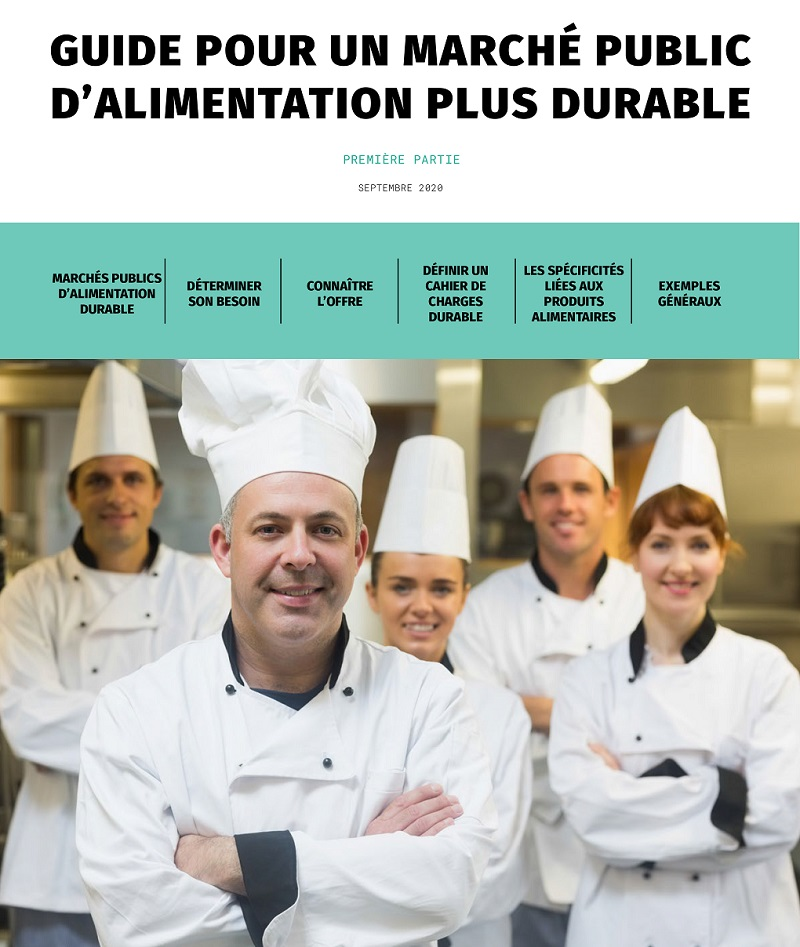 GUIDE POUR UN MARCHÉ PUBLIC
D’ALIMENTATION PLUS DURABLE
PREMIÈRE PARTIE
SEPTEMBRE 2020
MARCHÉS PUBLICS
D’ALIMENTATION
DURABLE
DÉTERMINER
SON BESOIN
CONNAÎTRE
L’OFFRE
DÉFINIR UN
CAHIER DE
CHARGES
DURABLE
LES SPÉCIFICITÉS
LIÉES AUX
PRODUITS
ALIMENTAIRES
EXEMPLES
GÉNÉRAUX